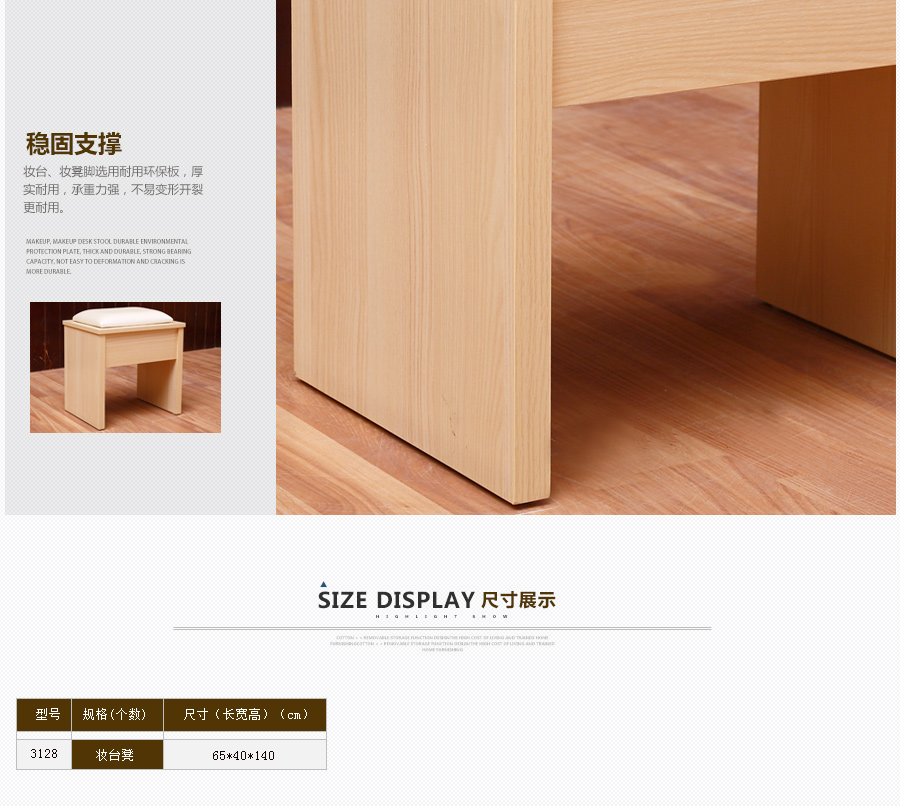 稳固支撑
妆台、妆凳脚选用耐用环保板，厚
实耐用，承重力强，不易变形开裂
更耐用。
MAKEUP, MAKEUP DESK STOOL DURABLE ENVIRONMENTAL
PROTECTION PLATE, THICK AND DURABLE, STRONG BEARING
CAPACITY, NOT EASY TO DEFORMATION AND CRACKING IS
MORE DURABLE.
SIZE DISPLAY 尺寸展示
HIGHLIGHT SHOW
型号 规格(个数) 尺寸（长宽高）（cm）
3128 妆台凳 65*40*140